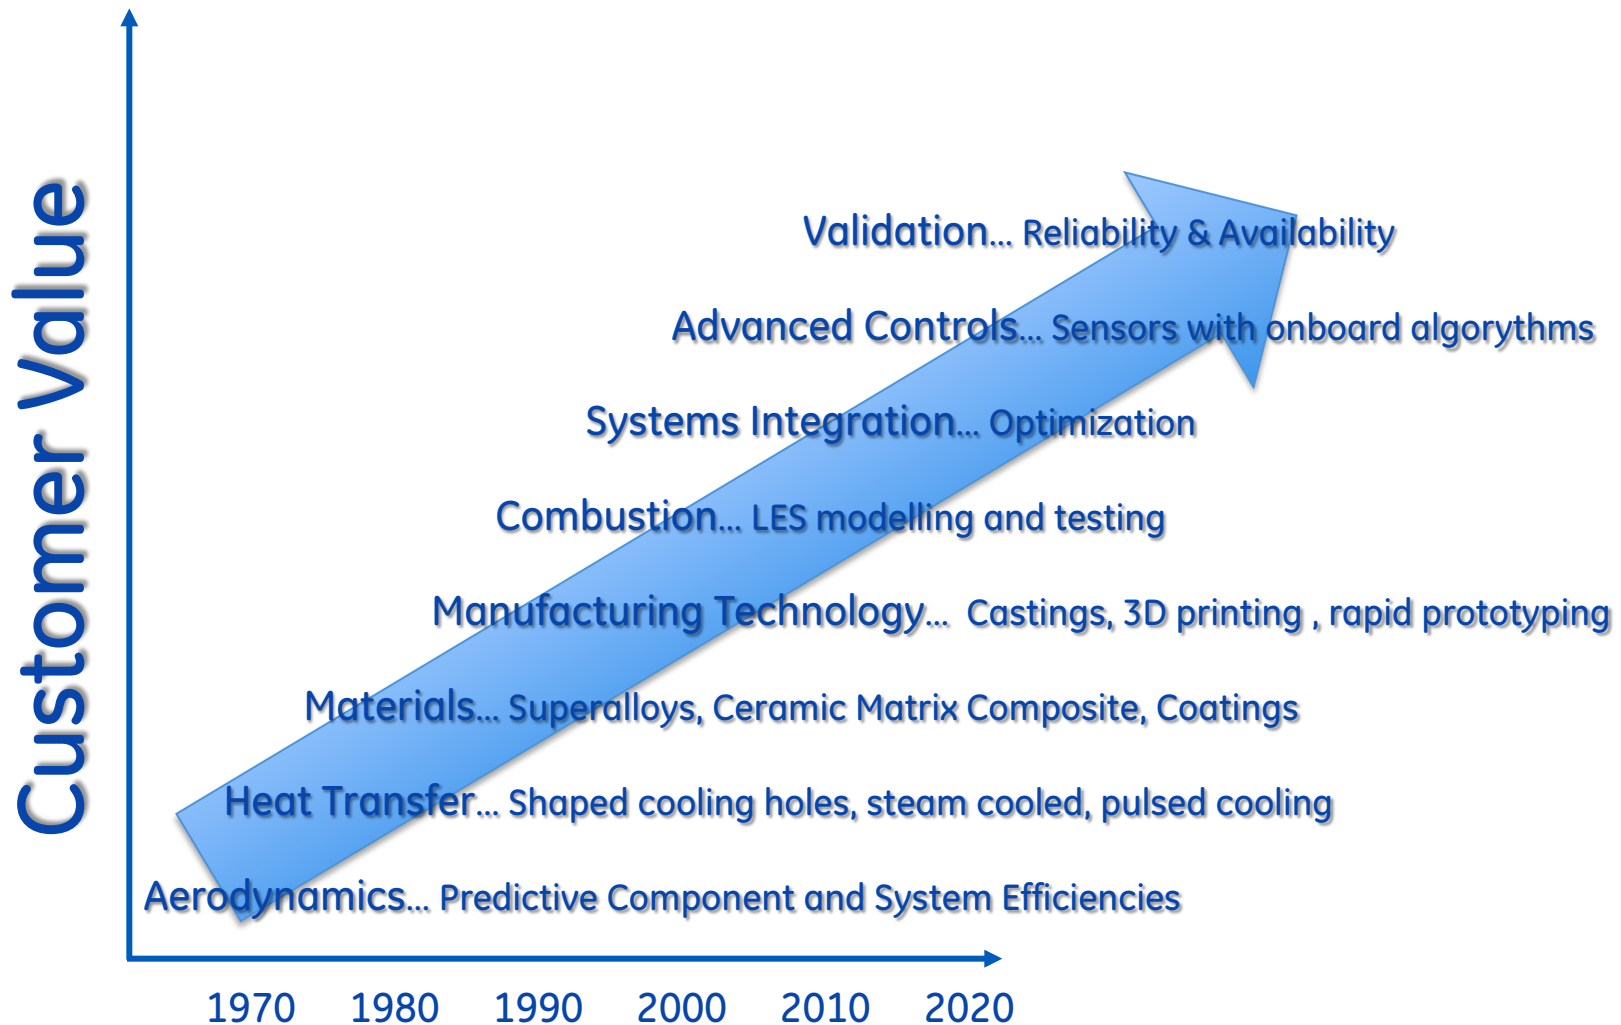 Customer Value
Validation... Reliability & Availability
Advanced Controls... Sensors with onboard algorythms
Systems Integration... Optimization
Combustion... LES modelling and testing
Manufacturing Technology... Castings, 3D printing , rapid prototyping
Materials... Superalloys, Ceramic Matrix Composite, Coatings
Heat Transfer... Shaped cooling holes, steam cooled, pulsed cooling
Aerodynamics... Predictive Component and System Efficiencies
1970 1980 1990 2000 2010 2020